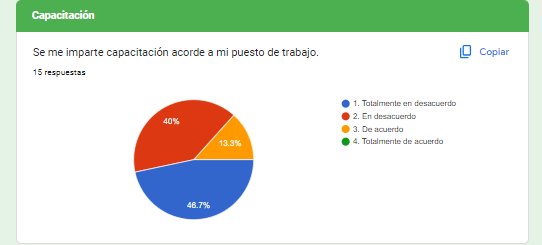 Capacitación
Se me imparte capacitación acorde a mi puesto de trabajo.
Copiar
15 respuestas
40%
13.3%
46.7%
1. Totalmente en desacuerdo
2. En desacuerdo
3. De acuerdo
4. Totalmente de acuerdo